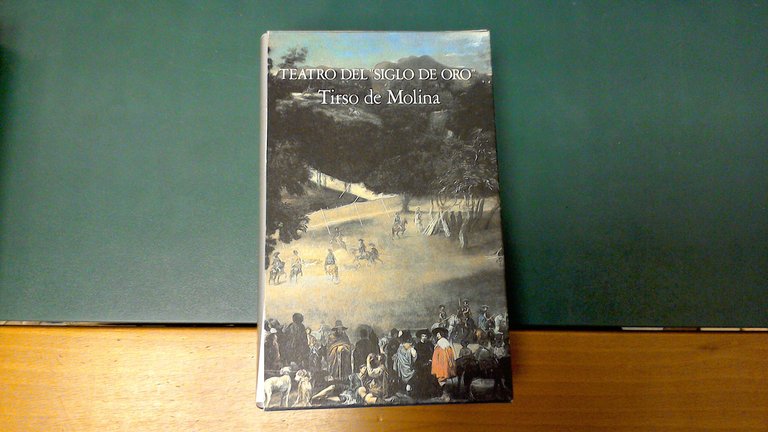 TEATRO DEL "SIGLO DE ORO"
Tirso de Molina